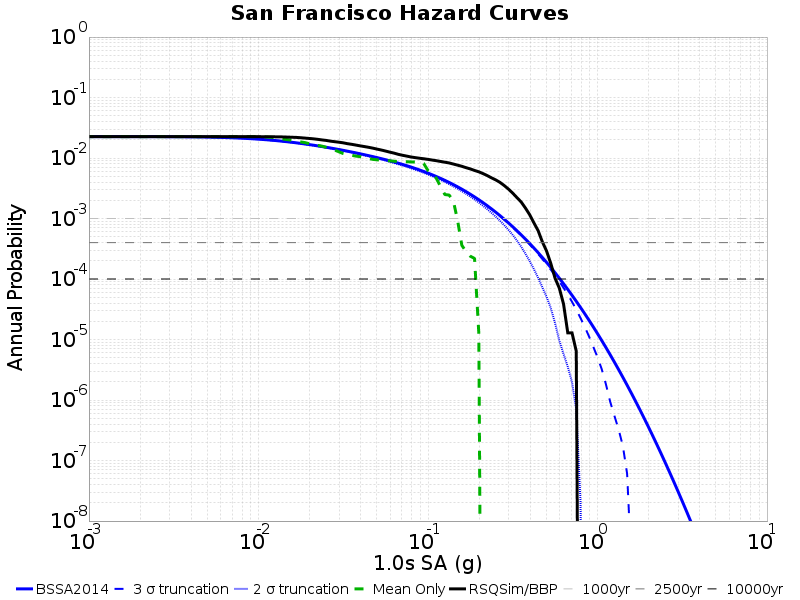 San Francisco Hazard Curves
10^0
10^-1
10^-2
10^-3
10^-4
10^-5
10^-6
10^-7
10^-8
Annual Probability
10^-3 10^-2 10^-1 10^0 10^1
1.0s SA (g)
BSSA2014 3 σ truncation 2 σ truncation Mean Only RSQSim/BBP 1000yr 2500yr 10000yr